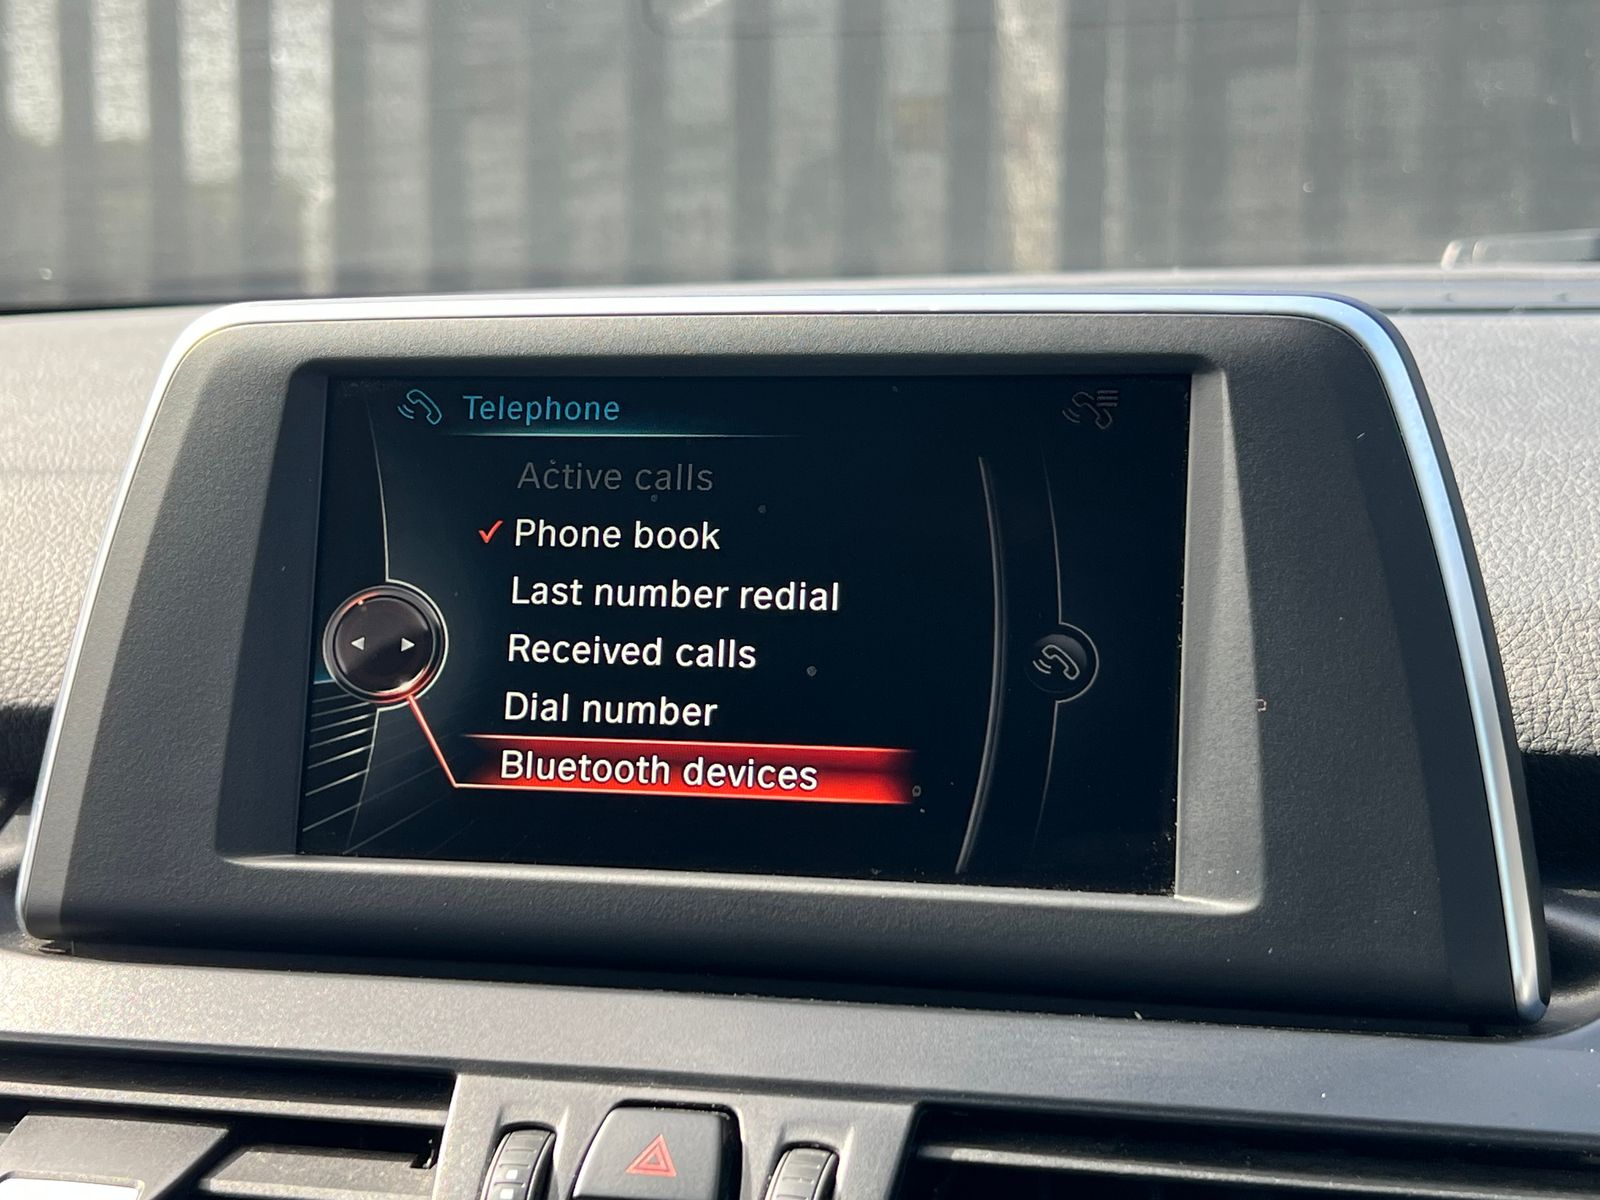 Telephone
Active calls
Phone book
Last number redial
Received calls
Dial number
Bluetooth devices